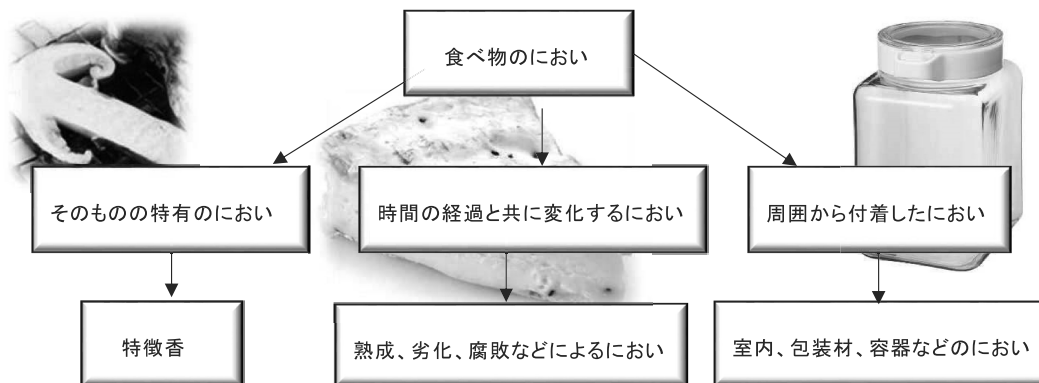 食べ物のにおい
そのものの特有のにおい
時間の経過と共に変化するにおい
周囲から付着したにおい
特徴香
熟成、劣化、腐敗などによるにおい
室内、包装材、容器などのにおい